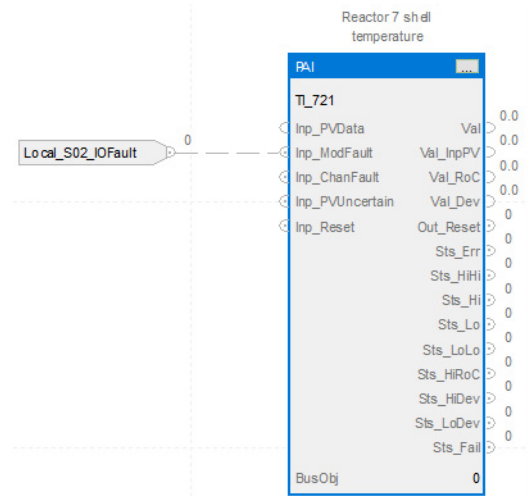 Reactor 7 shell
temperature
PAI ...
TI_721
Inp_PVData Val 0.0
Local_S02_IOFault 0 Inp_ModFault Val_InpPV 0.0
Inp_ChanFault Val_RoC 0.0
Inp_PVUncertain Val_Dev 0.0
Inp_Reset Out_Reset 0
Sts_Err 0
Sts_HiHi 0
Sts_Hi 0
Sts_Lo 0
Sts_LoLo 0
Sts_HiRoC 0
Sts_HiDev 0
Sts_LoDev 0
Sts_Fail 0
BusObj 0